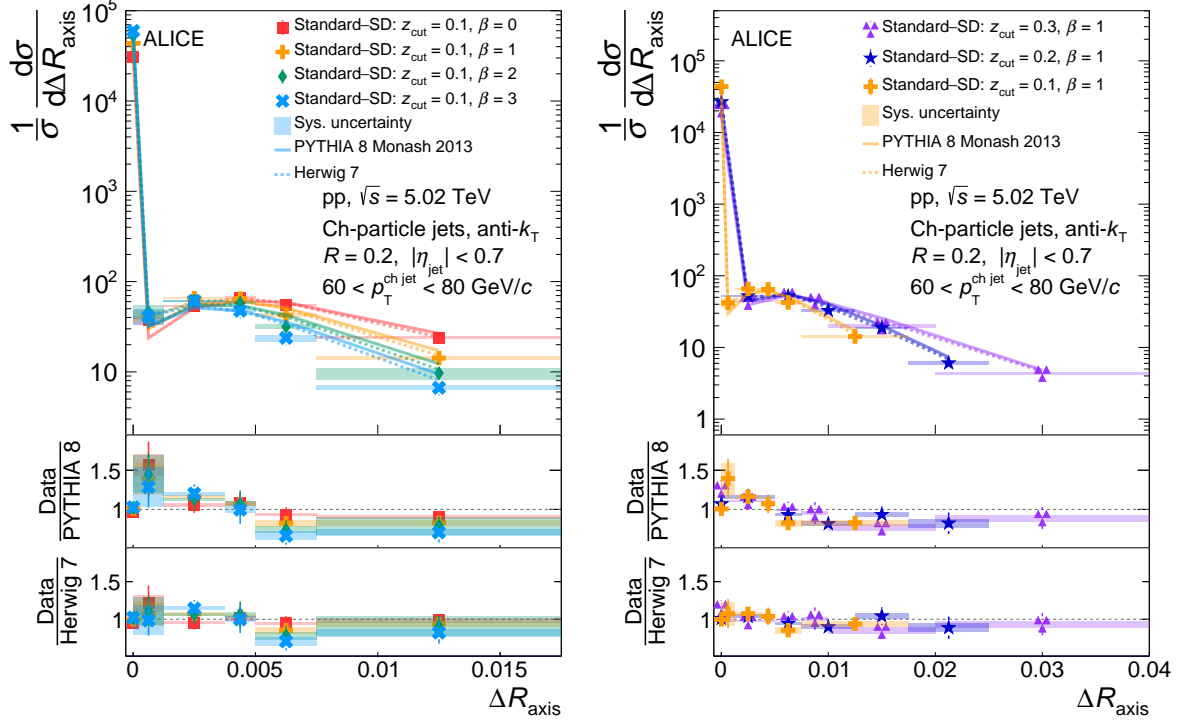 1/σ dσ/dΔR_axis
ALICE
Standard–SD: z_cut = 0.1, β = 0
Standard–SD: z_cut = 0.1, β = 1
Standard–SD: z_cut = 0.1, β = 2
Standard–SD: z_cut = 0.1, β = 3
Sys. uncertainty
PYTHIA 8 Monash 2013
Herwig 7
pp, √s = 5.02 TeV
Ch-particle jets, anti-k_T
R = 0.2, |η_jet| < 0.7
60 < p_T^ch jet < 80 GeV/c
10^5
10^4
10^3
10^2
10
Data
PYTHIA 8
1.5
1
Data
Herwig 7
1.5
1
0
0.005
0.01
0.015
ΔR_axis
1/σ dσ/dΔR_axis
ALICE
Standard–SD: z_cut = 0.3, β = 1
Standard–SD: z_cut = 0.2, β = 1
Standard–SD: z_cut = 0.1, β = 1
Sys. uncertainty
PYTHIA 8 Monash 2013
Herwig 7
pp, √s = 5.02 TeV
Ch-particle jets, anti-k_T
R = 0.2, |η_jet| < 0.7
60 < p_T^ch jet < 80 GeV/c
10^5
10^4
10^3
10^2
10
1
Data
PYTHIA 8
1.5
1
Data
Herwig 7
1.5
1
0
0.01
0.02
0.03
0.04
ΔR_axis